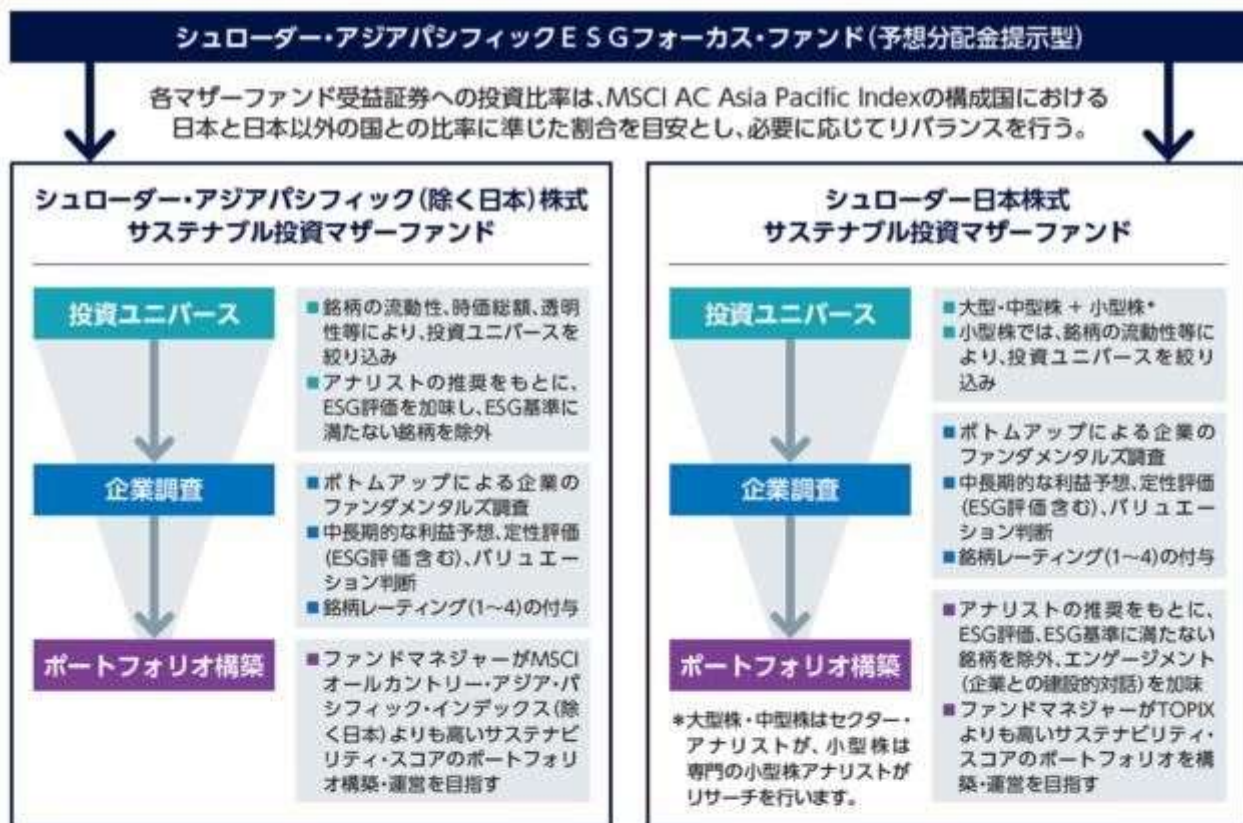 シュローダー・アジアパシフィックＥＳＧフォーカス・ファンド(予想分配金提示型)
各マザーファンド受益証券への投資比率は、MSCI AC Asia Pacific Indexの構成国における
日本と日本以外の国との比率に準じた割合を目安とし、必要に応じてリバランスを行う。
シュローダー・アジアパシフィック(除く日本)株式
サステナブル投資マザーファンド
投資ユニバース
■銘柄の流動性、時価総額、透明
性等により、投資ユニバースを
絞り込み
■アナリストの推奨をもとに、
ESG評価を加味し、ESG基準に
満たない銘柄を除外
企業調査
■ボトムアップによる企業の
ファンダメンタルズ調査
■中長期的な利益予想、定性評価
(ESG評価含む)、バリュエー
ション判断
■銘柄レーティング(1～4)の付与
ポートフォリオ構築
■ファンドマネジャーがMSCI
オールカントリー・アジア・パ
シフィック・インデックス(除
く日本)よりも高いサステナビ
リティ・スコアのポートフォリ
オ構築・運営を目指す
シュローダー日本株式
サステナブル投資マザーファンド
投資ユニバース
■大型・中型株 + 小型株*
■小型株では、銘柄の流動性等に
より、投資ユニバースを絞り
込み
企業調査
■ボトムアップによる企業の
ファンダメンタルズ調査
■中長期的な利益予想、定性評価
(ESG評価含む)、バリュエー
ション判断
■銘柄レーティング(1～4)の付与
ポートフォリオ構築
■アナリストの推奨をもとに、
ESG評価、ESG基準に満たない
銘柄を除外、エンゲージメント
(企業との建設的対話)を加味
■ファンドマネジャーがTOPIX
よりも高いサステナビリティ・
スコアのポートフォリオを構
築・運営を目指す
*大型株・中型株はセクター・
アナリストが、小型株は
専門の小型株アナリストが
リサーチを行います。